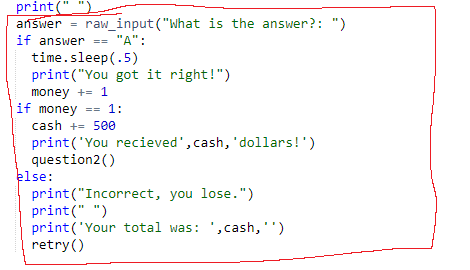 print(" ")
answer = raw_input("What is the answer?: ")
if answer == "A":
  time.sleep(.5)
  print("You got it right!")
  money += 1
if money == 1:
  cash += 500
  print('You recieved',cash,'dollars!')
  question2()
else:
  print("Incorrect, you lose.")
  print(" ")
  print('Your total was: ',cash,'')
  retry()